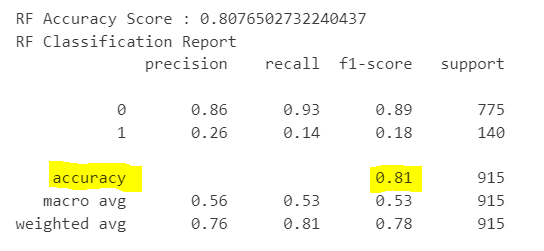 RF Accuracy Score : 0.8076502732240437
RF Classification Report
precision recall f1-score support
0 0.86 0.93 0.89 775
1 0.26 0.14 0.18 140
accuracy 0.81 915
macro avg 0.56 0.53 0.53 915
weighted avg 0.76 0.81 0.78 915